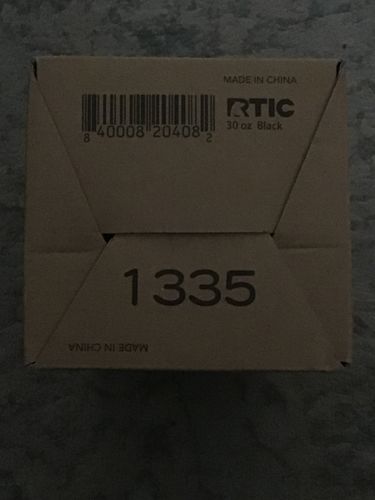 MADE IN CHINA
RTIC
30 oz Black
8 40008 20408 2
1335
MADE IN CHINA